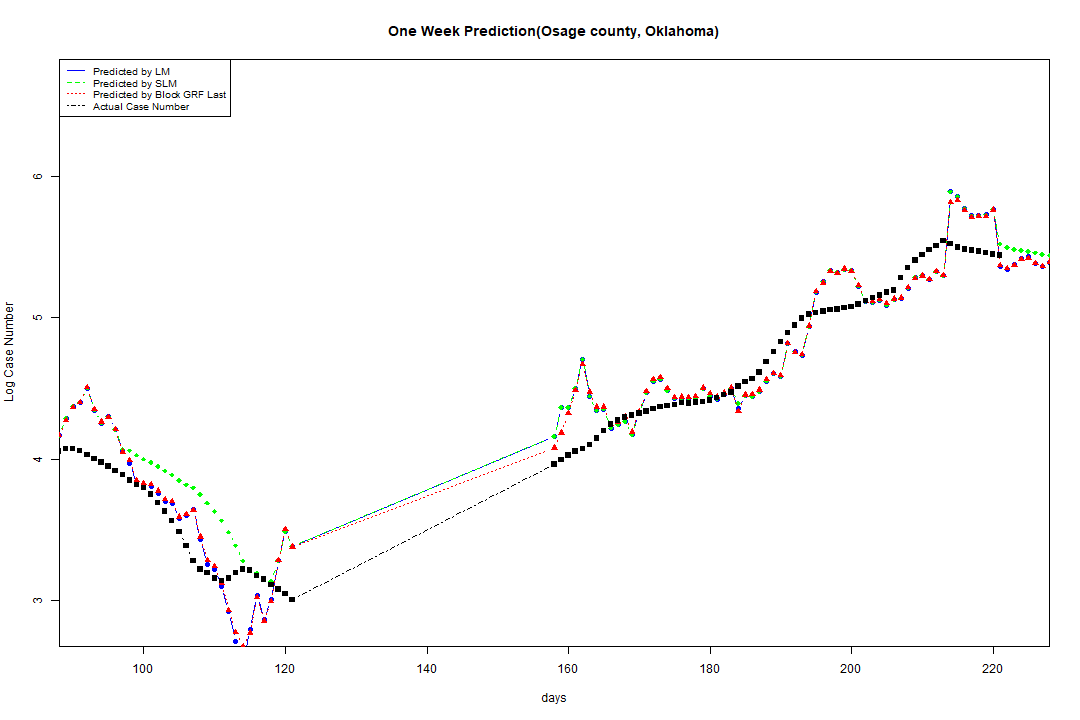 One Week Prediction(Osage county, Oklahoma)
Predicted by LM
Predicted by SLM
Predicted by Block GRF Last
Actual Case Number
Log Case Number
6
5
4
3
100 120 140 160 180 200 220
days